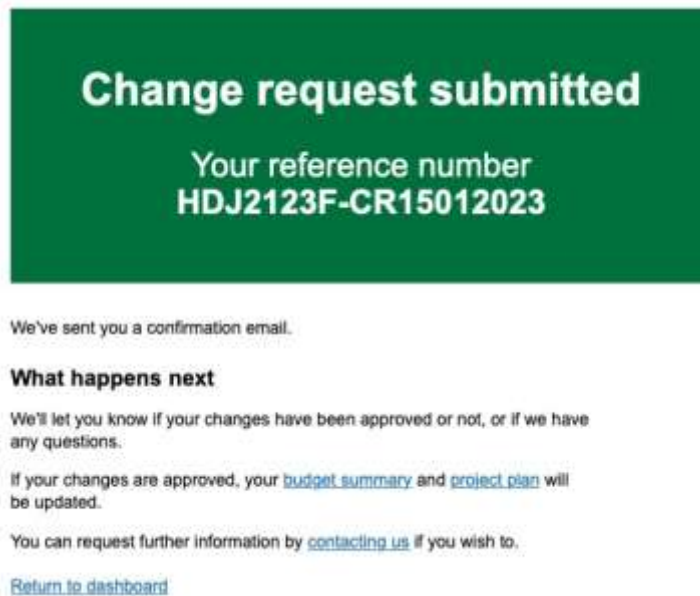 Change request submitted
Your reference number
HDJ2123F-CR15012023
We've sent you a confirmation email.
What happens next
We'll let you know if your changes have been approved or not, or if we have
any questions.
If your changes are approved, your budget summary and project plan will
be updated.
You can request further information by contacting us if you wish to.
Return to dashboard